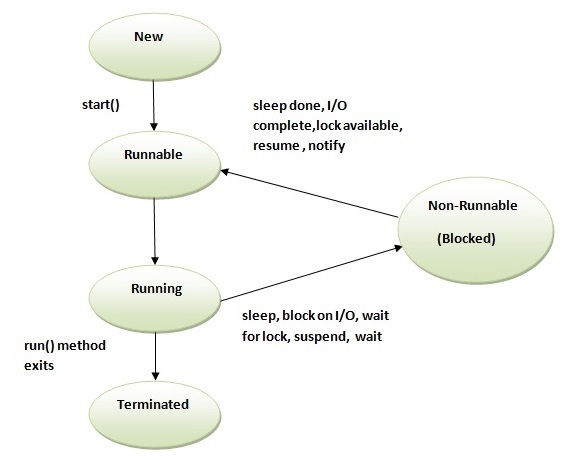 New
start()
sleep done, I/O
complete,lock available,
resume , notify
Runnable
Non-Runnable
(Blocked)
Running
sleep, block on I/O, wait
for lock, suspend, wait
run() method
exits
Terminated